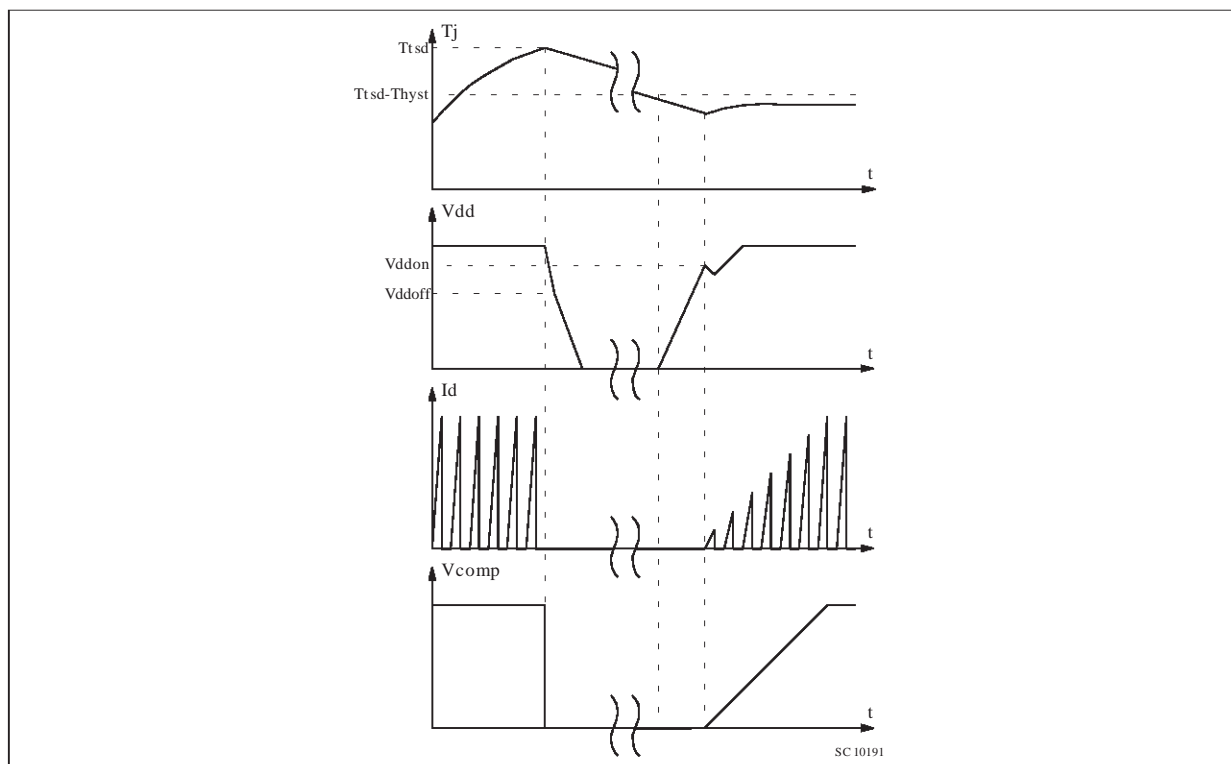 Tj
Ttsd
Ttsd-Thyst
t
Vdd
Vddon
Vddoff
t
Id
t
Vcomp
t
SC10191